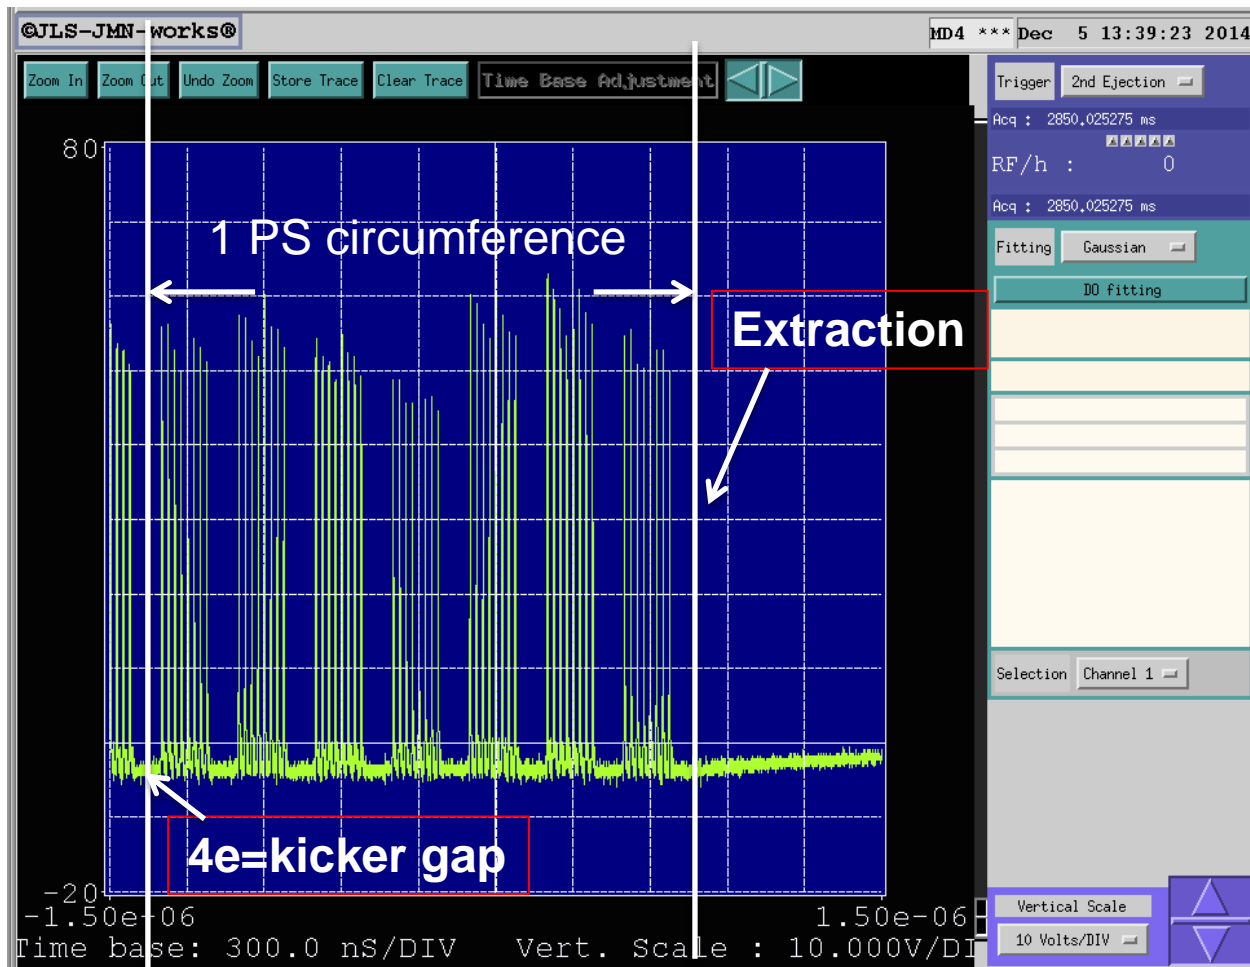 ©JLS-JMN-works®
MD4 *** Dec 5 13:39:23 2014
Zoom In Zoom Out Undo Zoom Store Trace Clear Trace Time Base Adjustment
Trigger 2nd Ejection
Acq : 2850.025275 ms
RF/h : 0
Acq : 2850.025275 ms
Fitting Gaussian
DO fitting
80
1 PS circumference
Extraction
Selection Channel 1
4e=kicker gap
-20
-1.50e-06 1.50e-06
Time base: 300.0 nS/DIV Vert. Scale : 10.000V/DI
Vertical Scale
10 Volts/DIV